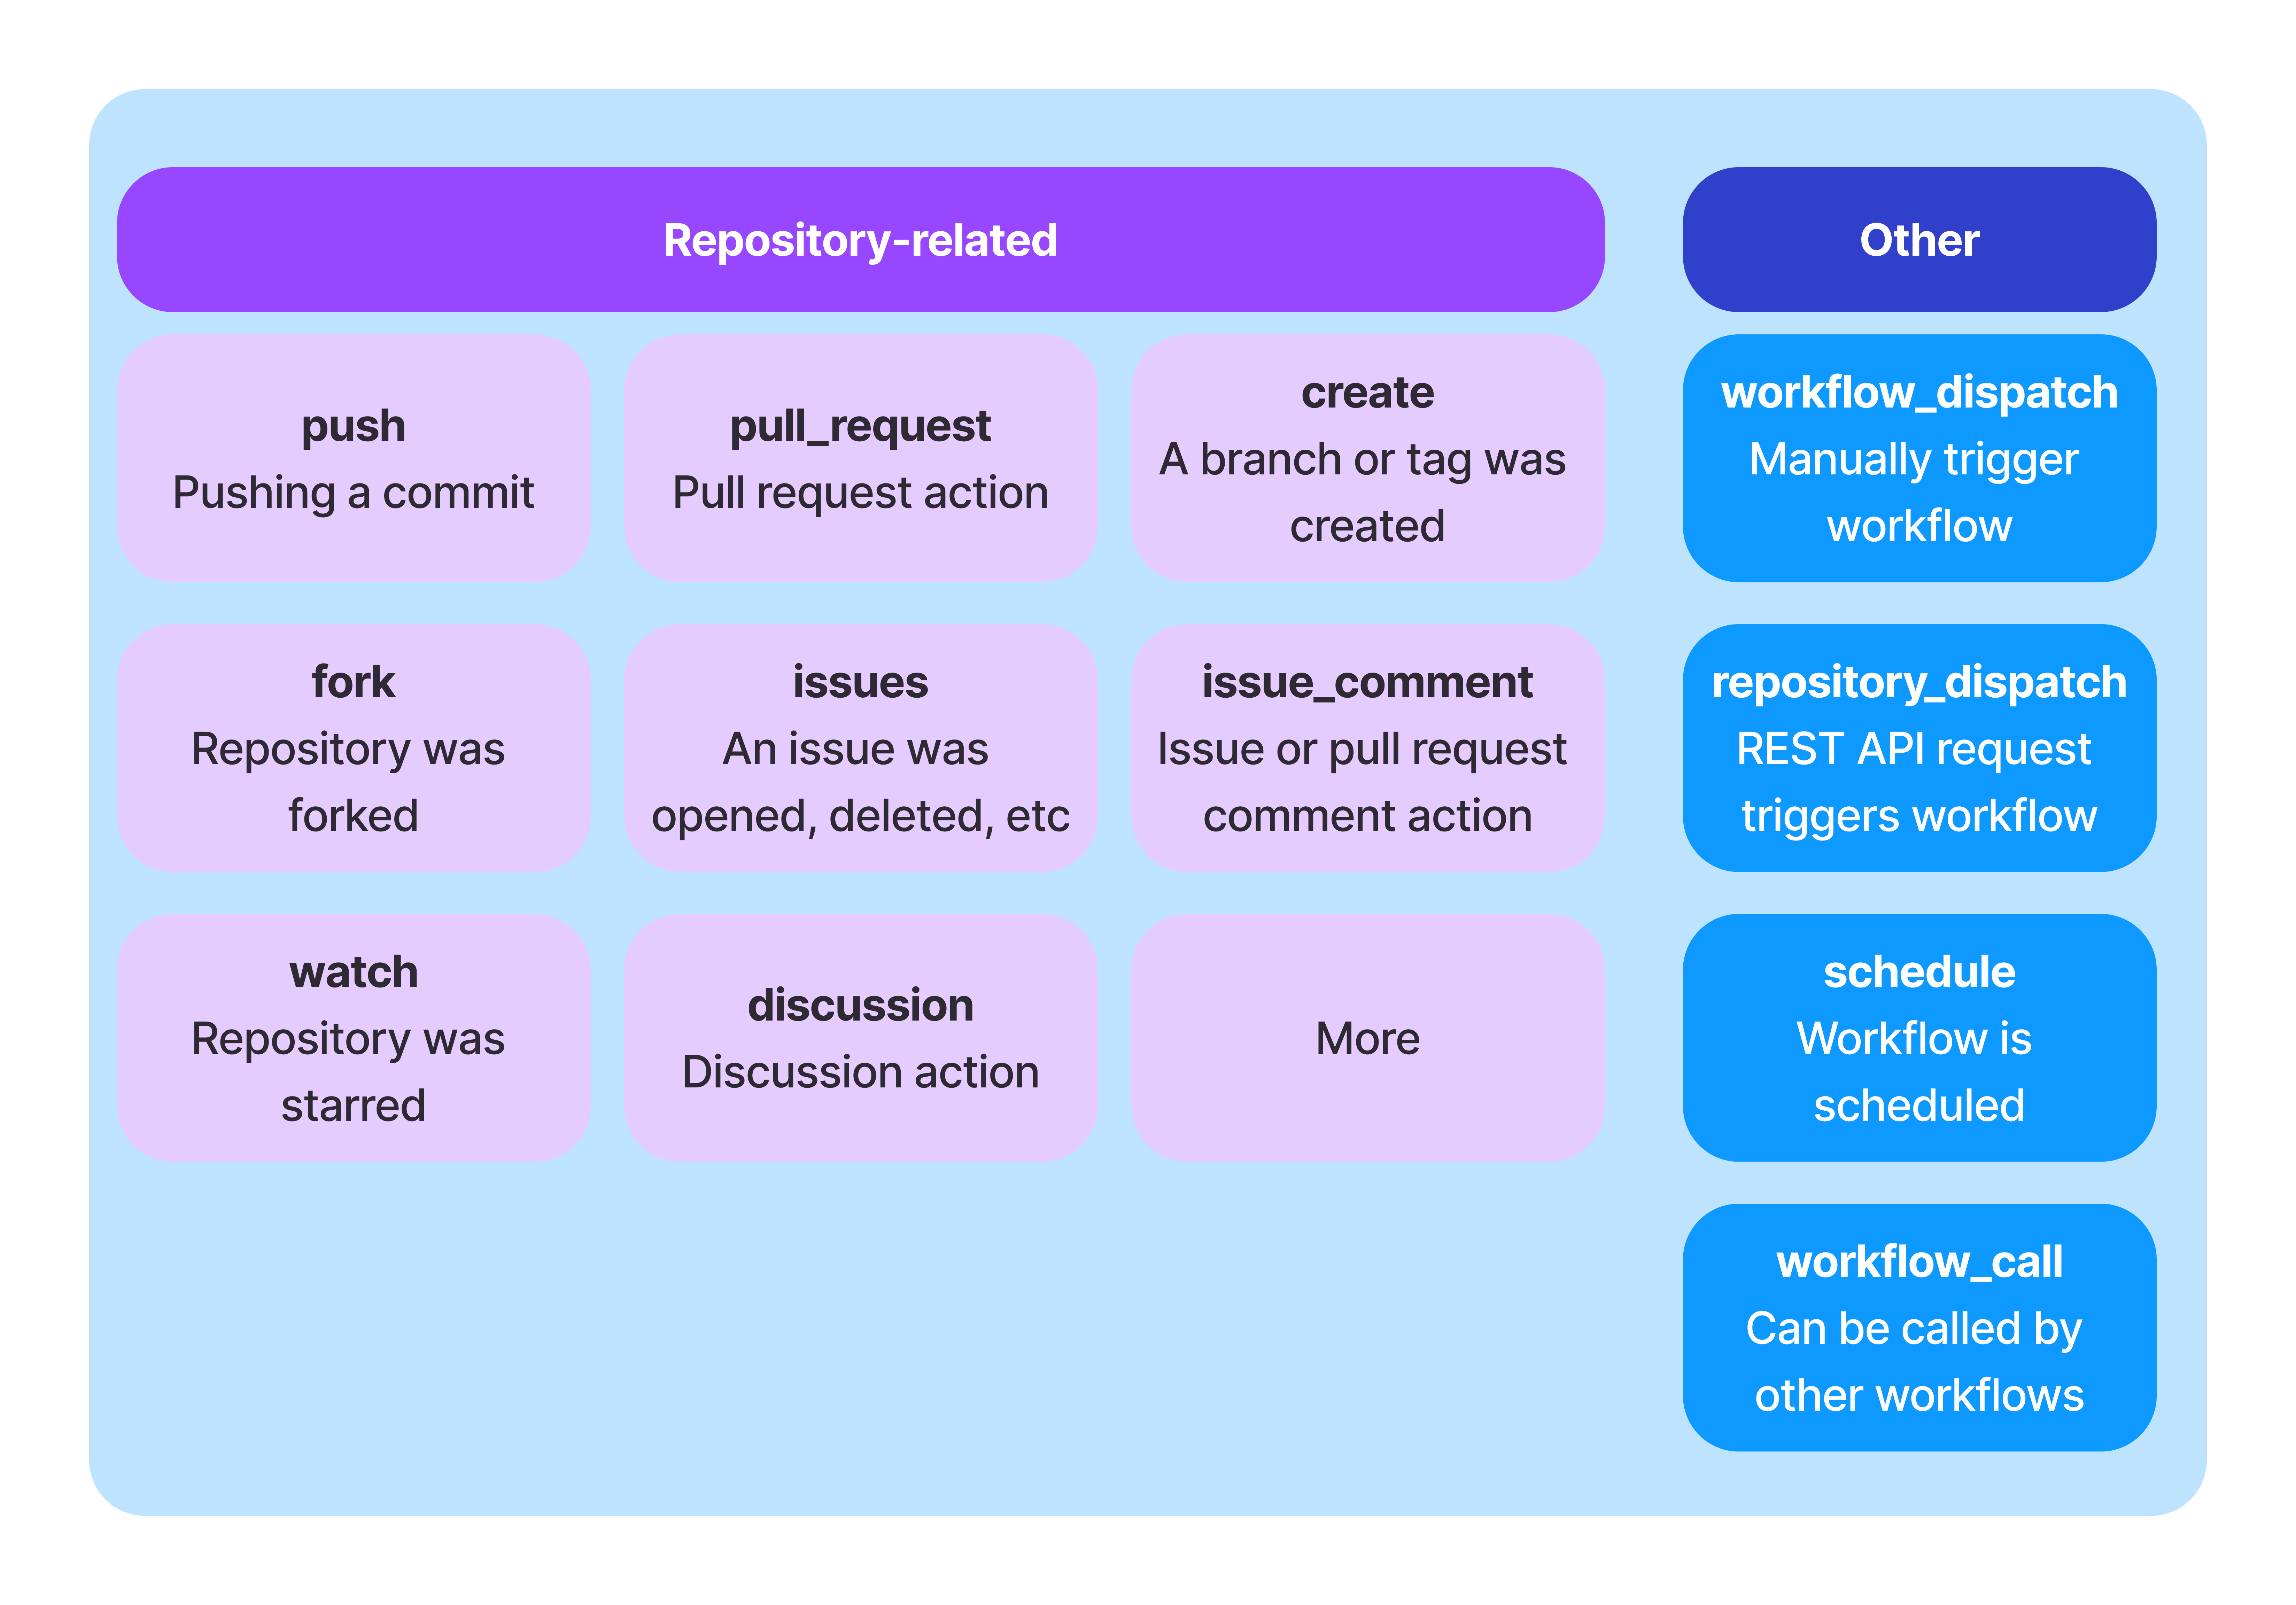 Repository-related
Other
push
Pushing a commit
pull_request
Pull request action
create
A branch or tag was
created
workflow_dispatch
Manually trigger
workflow
fork
Repository was
forked
issues
An issue was
opened, deleted, etc
issue_comment
Issue or pull request
comment action
repository_dispatch
REST API request
triggers workflow
watch
Repository was
starred
discussion
Discussion action
More
schedule
Workflow is
scheduled
workflow_call
Can be called by
other workflows